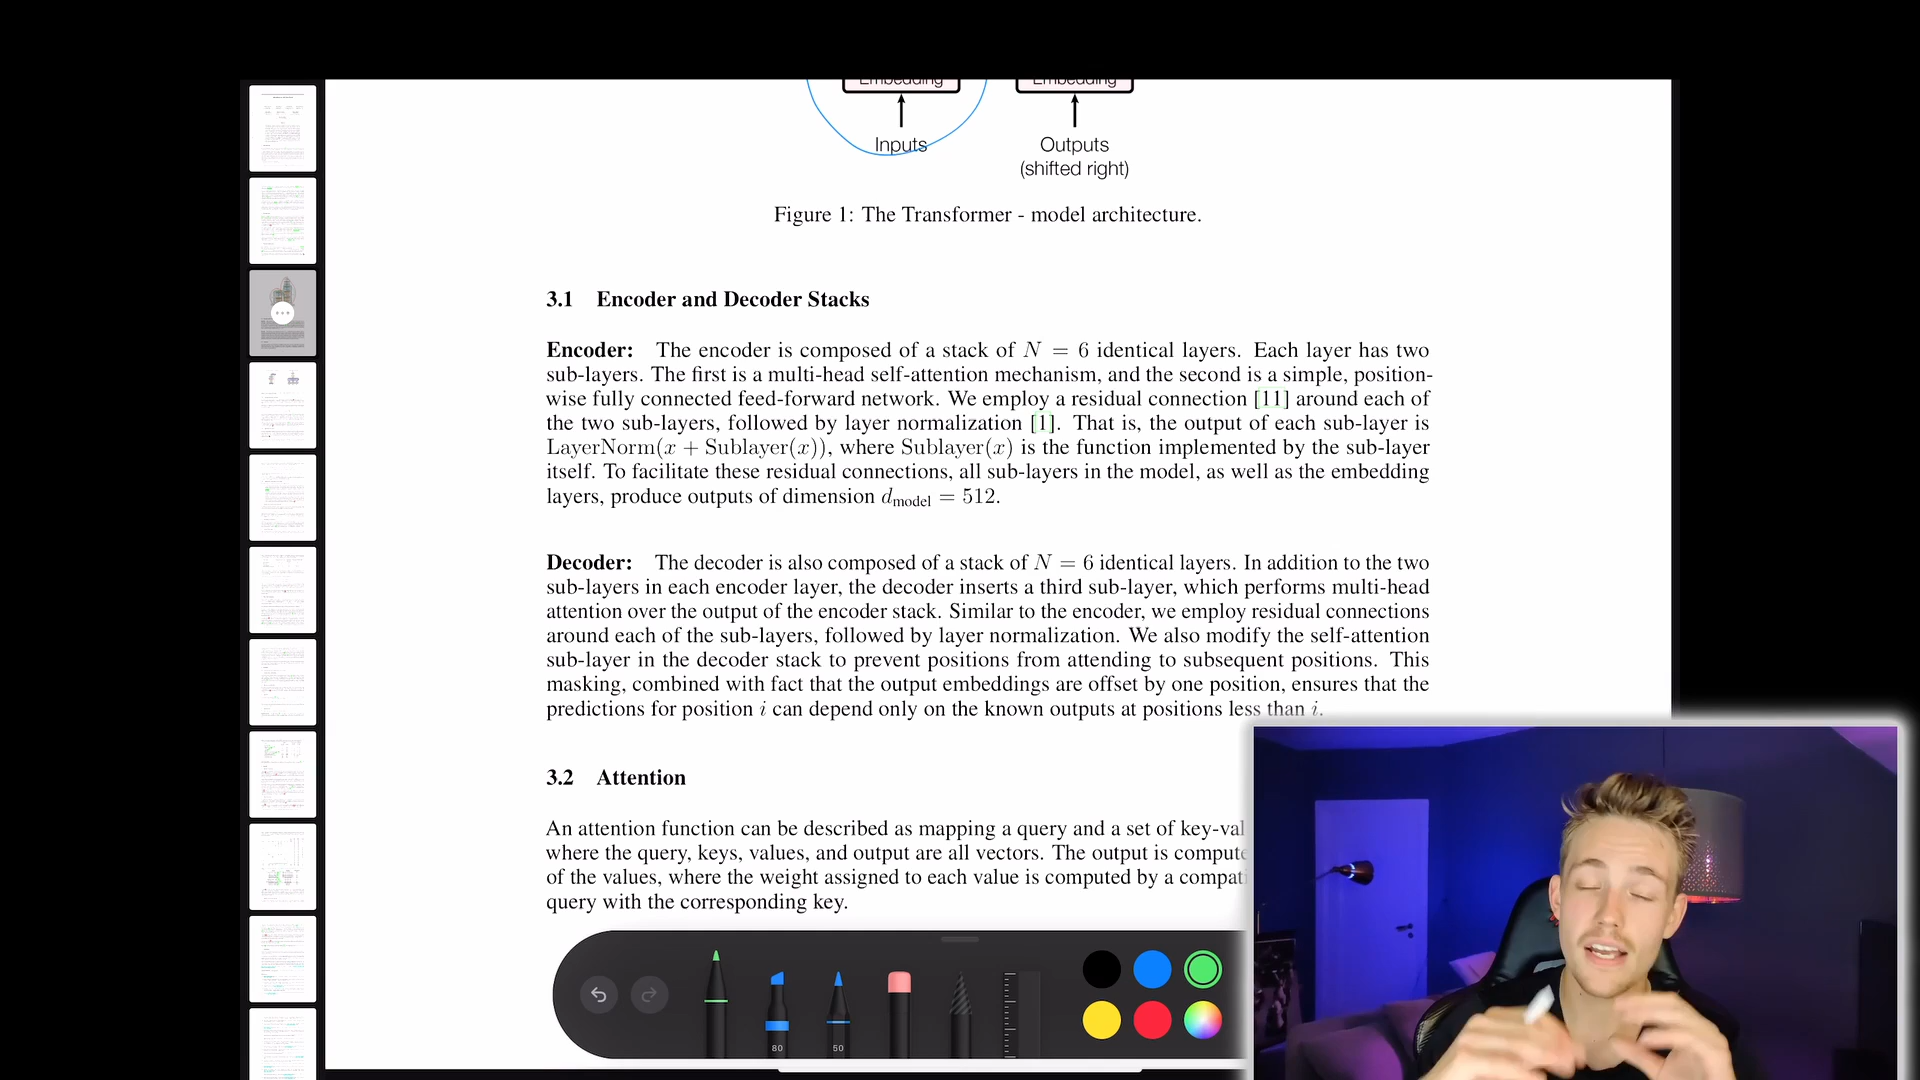 Embedding
Embedding
Inputs
Outputs
(shifted right)
Figure 1: The Transformer - model architecture.
3.1 Encoder and Decoder Stacks
Encoder: The encoder is composed of a stack of N = 6 identical layers. Each layer has two
sub-layers. The first is a multi-head self-attention mechanism, and the second is a simple, position-
wise fully connected feed-forward network. We employ a residual connection [11] around each of
the two sub-layers, followed by layer normalization [1]. That is, the output of each sub-layer is
LayerNorm(x + Sublayer(x)), where Sublayer(x) is the function implemented by the sub-layer
itself. To facilitate these residual connections, all sub-layers in the model, as well as the embedding
layers, produce outputs of dimension d_model = 512.
Decoder: The decoder is also composed of a stack of N = 6 identical layers. In addition to the two
sub-layers in each encoder layer, the decoder inserts a third sub-layer, which performs multi-head
attention over the output of the encoder stack. Similar to the encoder, we employ residual connections
around each of the sub-layers, followed by layer normalization. We also modify the self-attention
sub-layer in the decoder stack to prevent positions from attending to subsequent positions. This
masking, combined with fact that the output embeddings are offset by one position, ensures that the
predictions for position i can depend only on the known outputs at positions less than i.
3.2 Attention
An attention function can be described as mapping a query and a set of key-val
where the query, keys, values, and output are all vectors. The output is compute
of the values, where the weight assigned to each value is computed by a compati
query with the corresponding key.
80
50